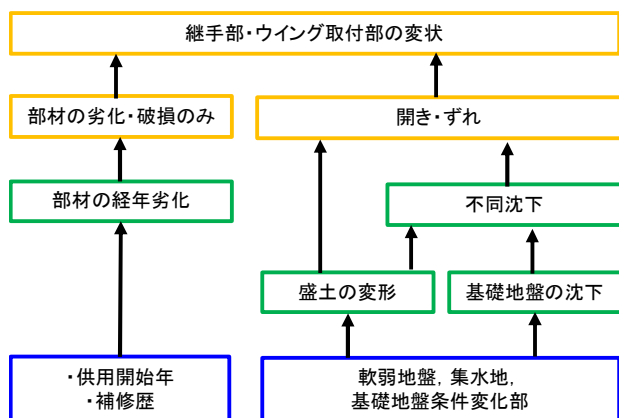 継手部・ウイング取付部の変状
部材の劣化・破損のみ
開き・ずれ
部材の経年劣化
不同沈下
盛土の変形
基礎地盤の沈下
・供用開始年
・補修歴
軟弱地盤, 集水地,
基礎地盤条件変化部